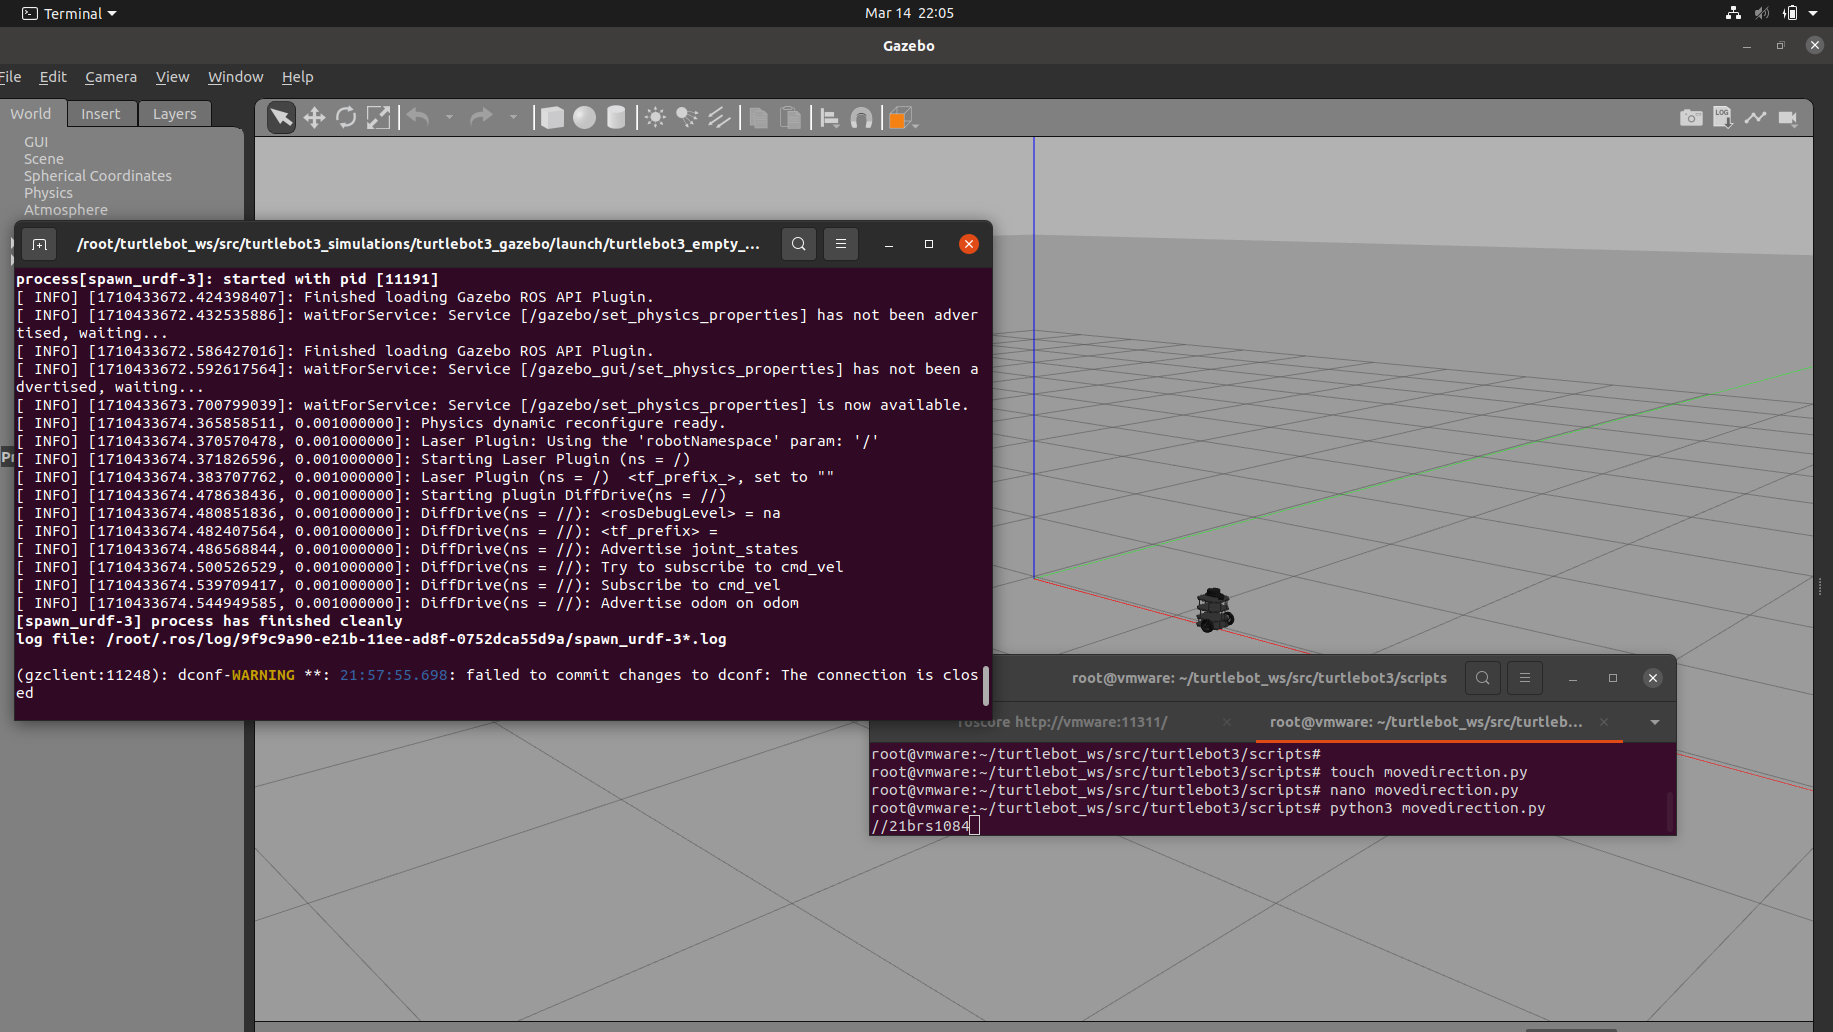 Terminal
Mar 14 22:05
Gazebo
File Edit Camera View Window Help
World Insert Layers
LOG
GUI
Scene
Spherical Coordinates
Physics
Atmosphere
/root/turtlebot_ws/src/turtlebot3_simulations/turtlebot3_gazebo/launch/turtlebot3_empty_...
process[spawn_urdf-3]: started with pid [11191]
[ INFO] [1710433672.424398407]: Finished loading Gazebo ROS API Plugin.
[ INFO] [1710433672.432535886]: waitForService: Service [/gazebo/set_physics_properties] has not been adver
tised, waiting...
[ INFO] [1710433672.586427016]: Finished loading Gazebo ROS API Plugin.
[ INFO] [1710433672.592617564]: waitForService: Service [/gazebo_gui/set_physics_properties] has not been a
dvertised, waiting...
[ INFO] [1710433673.700799039]: waitForService: Service [/gazebo/set_physics_properties] is now available.
[ INFO] [1710433674.365858511, 0.001000000]: Physics dynamic reconfigure ready.
[ INFO] [1710433674.370570478, 0.001000000]: Laser Plugin: Using the 'robotNamespace' param: '/'
[ INFO] [1710433674.371826596, 0.001000000]: Starting Laser Plugin (ns = /)
[ INFO] [1710433674.383707762, 0.001000000]: Laser Plugin (ns = /)  <tf_prefix_>, set to ""
[ INFO] [1710433674.478638436, 0.001000000]: Starting plugin DiffDrive(ns = //)
[ INFO] [1710433674.480851836, 0.001000000]: DiffDrive(ns = //): <rosDebugLevel> = na
[ INFO] [1710433674.482407564, 0.001000000]: DiffDrive(ns = //): <tf_prefix> =
[ INFO] [1710433674.486568844, 0.001000000]: DiffDrive(ns = //): Advertise joint_states
[ INFO] [1710433674.500526529, 0.001000000]: DiffDrive(ns = //): Try to subscribe to cmd_vel
[ INFO] [1710433674.539709417, 0.001000000]: DiffDrive(ns = //): Subscribe to cmd_vel
[ INFO] [1710433674.544949585, 0.001000000]: DiffDrive(ns = //): Advertise odom on odom
[spawn_urdf-3] process has finished cleanly
log file: /root/.ros/log/9f9c9a90-e21b-11ee-ad8f-0752dca55d9a/spawn_urdf-3*.log
(gzclient:11248): dconf-WARNING **: 21:57:55.698: failed to commit changes to dconf: The connection is clos
ed
root@vmware: ~/turtlebot_ws/src/turtlebot3/scripts
roscore http://vmware:11311/
root@vmware: ~/turtlebot_ws/src/turtleb...
root@vmware:~/turtlebot_ws/src/turtlebot3/scripts#
root@vmware:~/turtlebot_ws/src/turtlebot3/scripts# touch movedirection.py
root@vmware:~/turtlebot_ws/src/turtlebot3/scripts# nano movedirection.py
root@vmware:~/turtlebot_ws/src/turtlebot3/scripts# python3 movedirection.py
//21brs1084